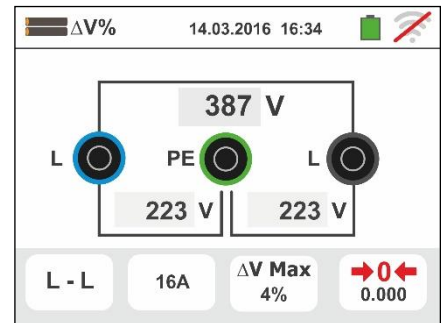 ΔV% 14.03.2016 16:34
387 V
L PE L
223 V 223 V
L - L 16A ΔV Max 4% 0 0.000